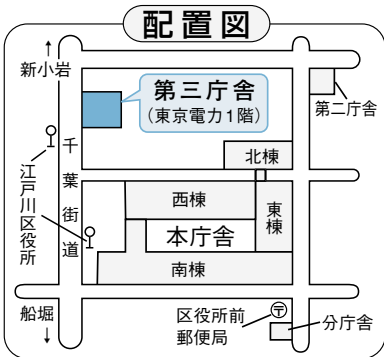 配置図
新小岩
第三庁舎
(東京電力1階)
第二庁舎
千葉街道
江戸川区役所
北棟
西棟
東棟
本庁舎
南棟
船堀
区役所前
郵便局
〒
分庁舎